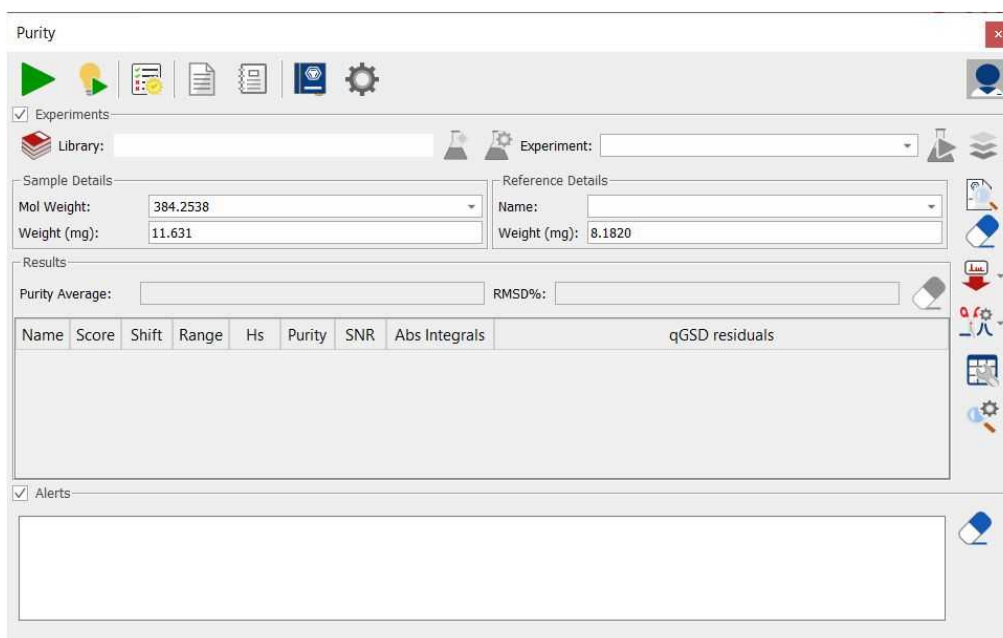 Purity
Experiments
Library:
Experiment:
Sample Details
Reference Details
Mol Weight: 384.2538
Name:
Weight (mg): 11.631
Weight (mg): 8.1820
Results
Purity Average:
RMSD%:
Name Score Shift Range Hs Purity SNR Abs Integrals qGSD residuals
Alerts